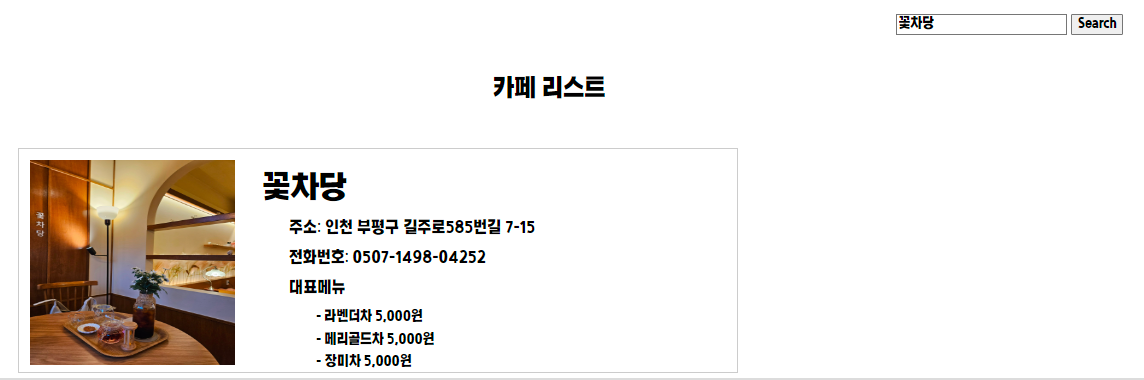 꽃차당 Search
카페 리스트
꽃차당
꽃차당
주소: 인천 부평구 길주로585번길 7-15
전화번호: 0507-1498-04252
대표메뉴
- 라벤더차 5,000원
- 메리골드차 5,000원
- 장미차 5,000원